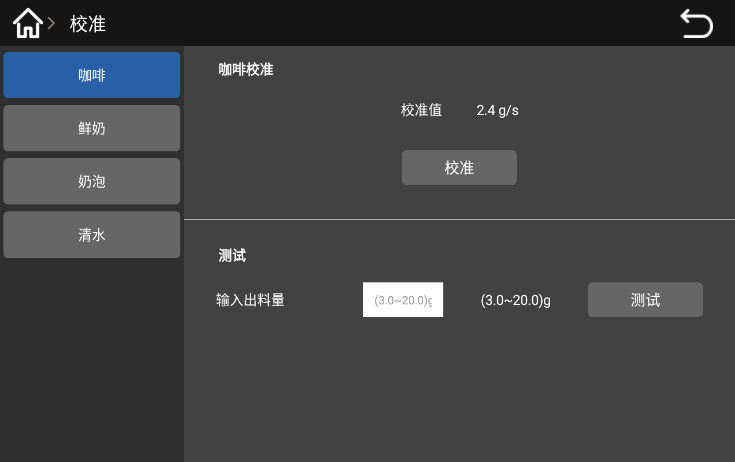 校准
咖啡
鲜奶
奶泡
清水
咖啡校准
校准值 2.4 g/s
校准
测试
输入出料量 (3.0~20.0)g (3.0~20.0)g 测试